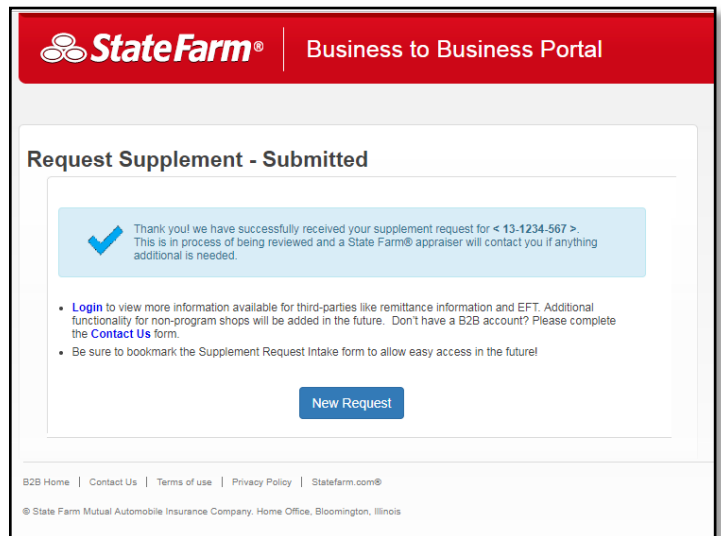 StateFarm® Business to Business Portal
Request Supplement - Submitted
Thank you! we have successfully received your supplement request for < 13-1234-567 >.
This is in process of being reviewed and a State Farm® appraiser will contact you if anything
additional is needed.
• Login to view more information available for third-parties like remittance information and EFT. Additional
functionality for non-program shops will be added in the future. Don't have a B2B account? Please complete
the Contact Us form.
• Be sure to bookmark the Supplement Request Intake form to allow easy access in the future!
New Request
B2B Home | Contact Us | Terms of use | Privacy Policy | Statefarm.com®
© State Farm Mutual Automobile Insurance Company. Home Office, Bloomington, Illinois